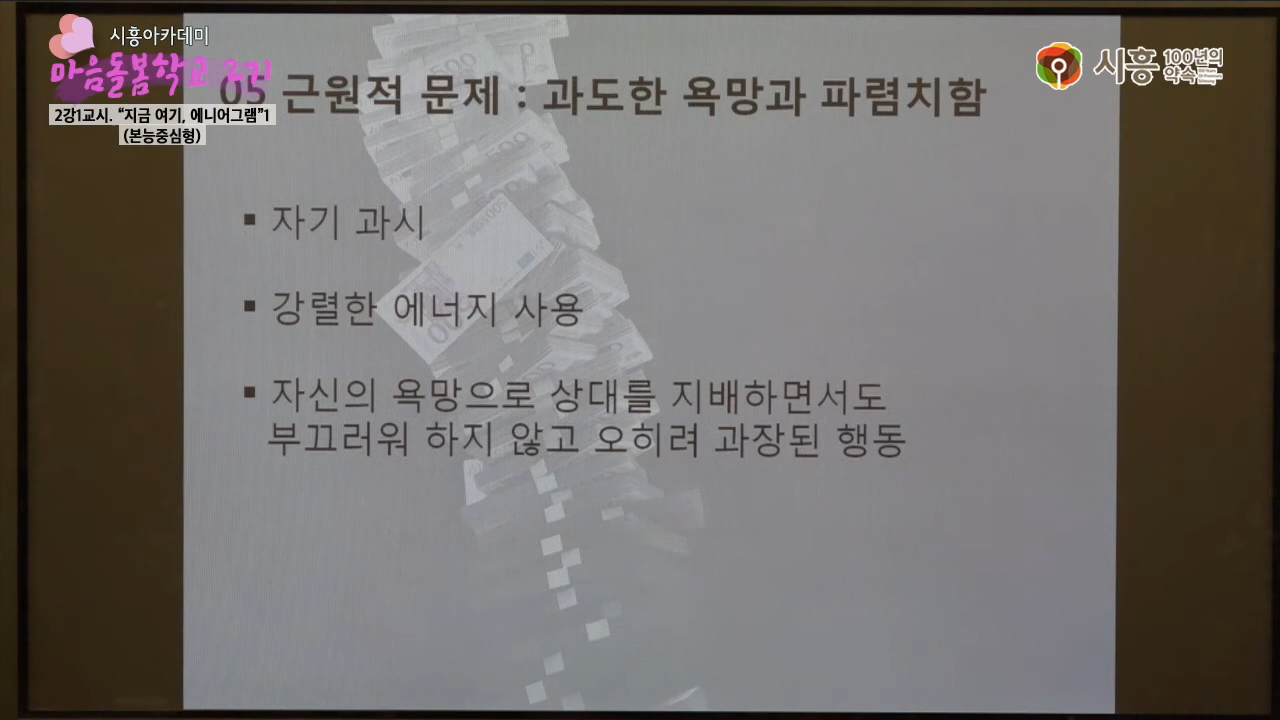 시흥아카데미
마음돌봄학교 2기
2강1교시. “지금 여기, 에니어그램”1
(본능중심형)
시흥 100년의
약속
05 근원적 문제 : 과도한 욕망과 파렴치함
▪ 자기 과시
▪ 강렬한 에너지 사용
▪ 자신의 욕망으로 상대를 지배하면서도
부끄러워 하지 않고 오히려 과장된 행동